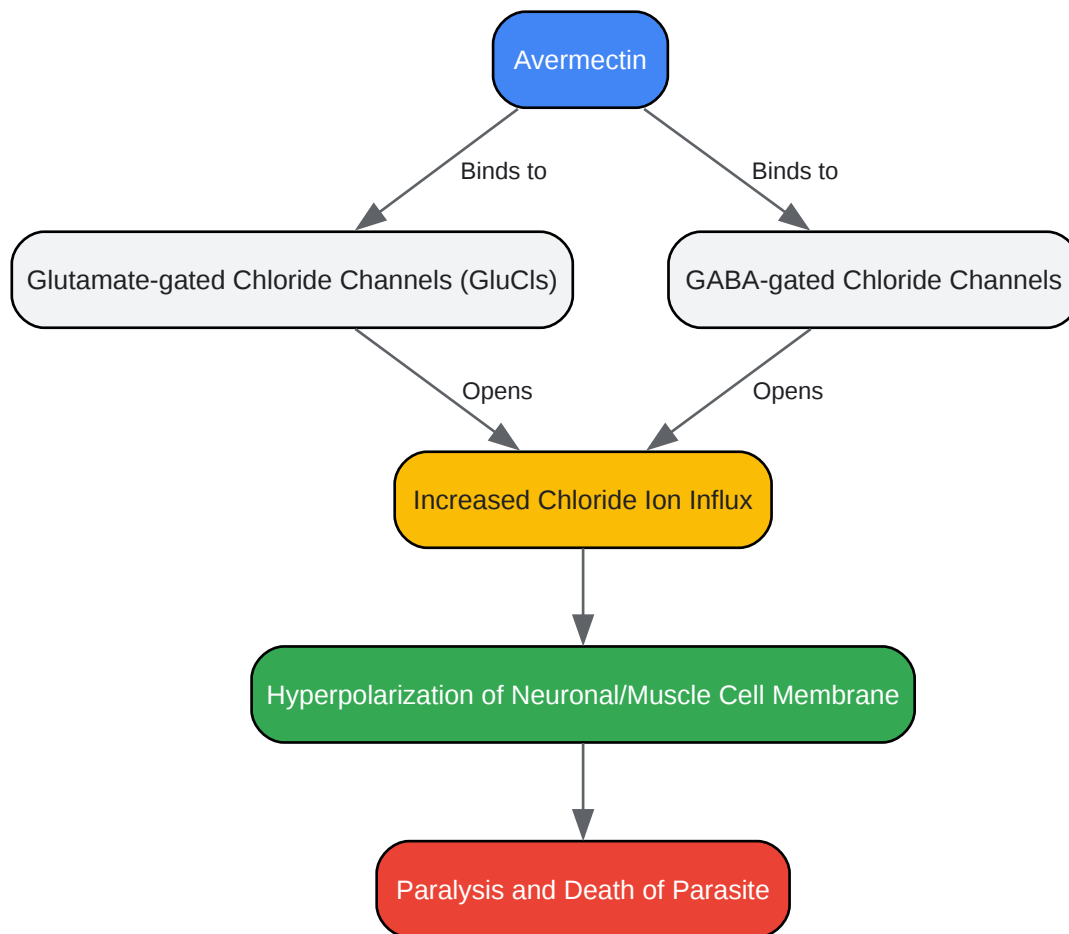 Avermectin
Binds to
Binds to
Glutamate-gated Chloride Channels (GluCls)
GABA-gated Chloride Channels
Opens
Opens
Increased Chloride Ion Influx
Hyperpolarization of Neuronal/Muscle Cell Membrane
Paralysis and Death of Parasite